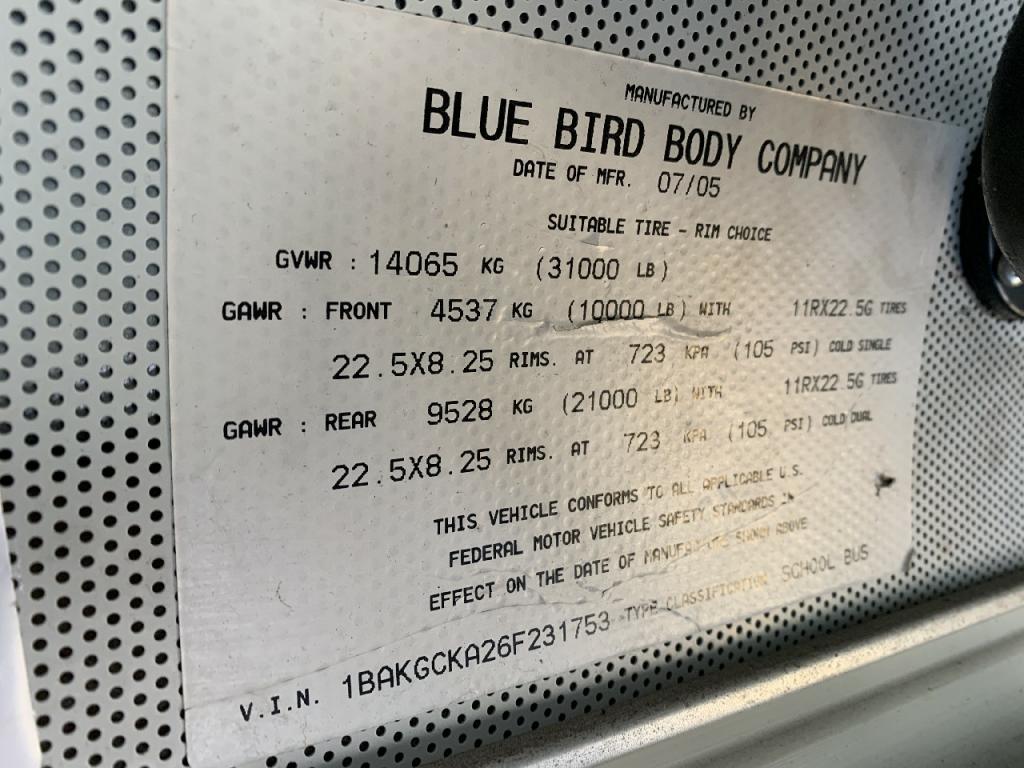 MANUFACTURED BY
BLUE BIRD BODY COMPANY
DATE OF MFR. 07/05
SUITABLE TIRE - RIM CHOICE
GVWR : 14065 KG (31000 LB)
GAWR : FRONT 4537 KG (10000 LB) WITH 11RX22.5G TIRES
22.5X8.25 RIMS. AT 723 KPA (105 PSI) COLD SINGLE
GAWR : REAR 9528 KG (21000 LB) WITH 11RX22.5G TIRES
22.5X8.25 RIMS. AT 723 KPA (105 PSI) COLD DUAL
THIS VEHICLE CONFORMS TO ALL APPLICABLE U.S.
FEDERAL MOTOR VEHICLE SAFETY STANDARDS IN
EFFECT ON THE DATE OF MANUFACTURE SHOWN ABOVE
V.I.N. 1BAKGCKA26F231753 TYPE CLASSIFICATION SCHOOL BUS